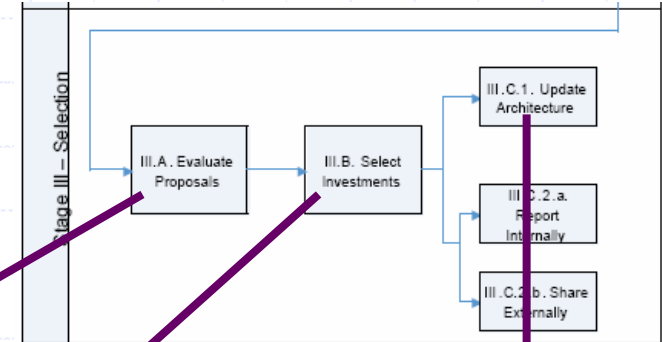 Stage III – Selection
III.A. Evaluate
Proposals
III.B. Select
Investments
III.C.1. Update
Architecture
III.C.2.a.
Report
Internally
III.C.2.b. Share
Externally